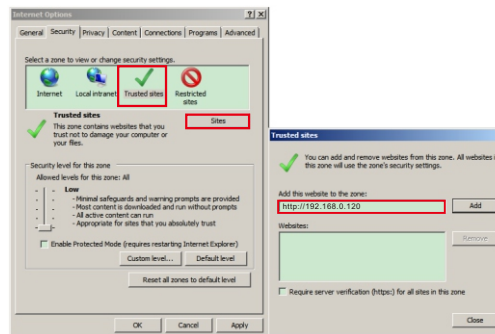 Internet Options
General Security Privacy Content Connections Programs Advanced
Select a zone to view or change security settings.
Internet Local intranet Trusted sites Restricted sites
Trusted sites
Sites
This zone contains websites that you
trust not to damage your computer or
your files.
Security level for this zone
Allowed levels for this zone: All
Low
- Minimal safeguards and warning prompts are provided
- Most content is downloaded and run without prompts
- All active content can run
- Appropriate for sites that you absolutely trust
Enable Protected Mode (requires restarting Internet Explorer)
Custom level... Default level
Reset all zones to default level
OK Cancel Apply
Trusted sites
You can add and remove websites from this zone. All websites in
this zone will use the zone's security settings.
Add this website to the zone:
http://192.168.0.120 Add
Websites:
Remove
Require server verification (https:) for all sites in this zone
Close